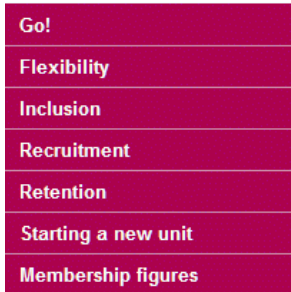 Go!
Flexibility
Inclusion
Recruitment
Retention
Starting a new unit
Membership figures